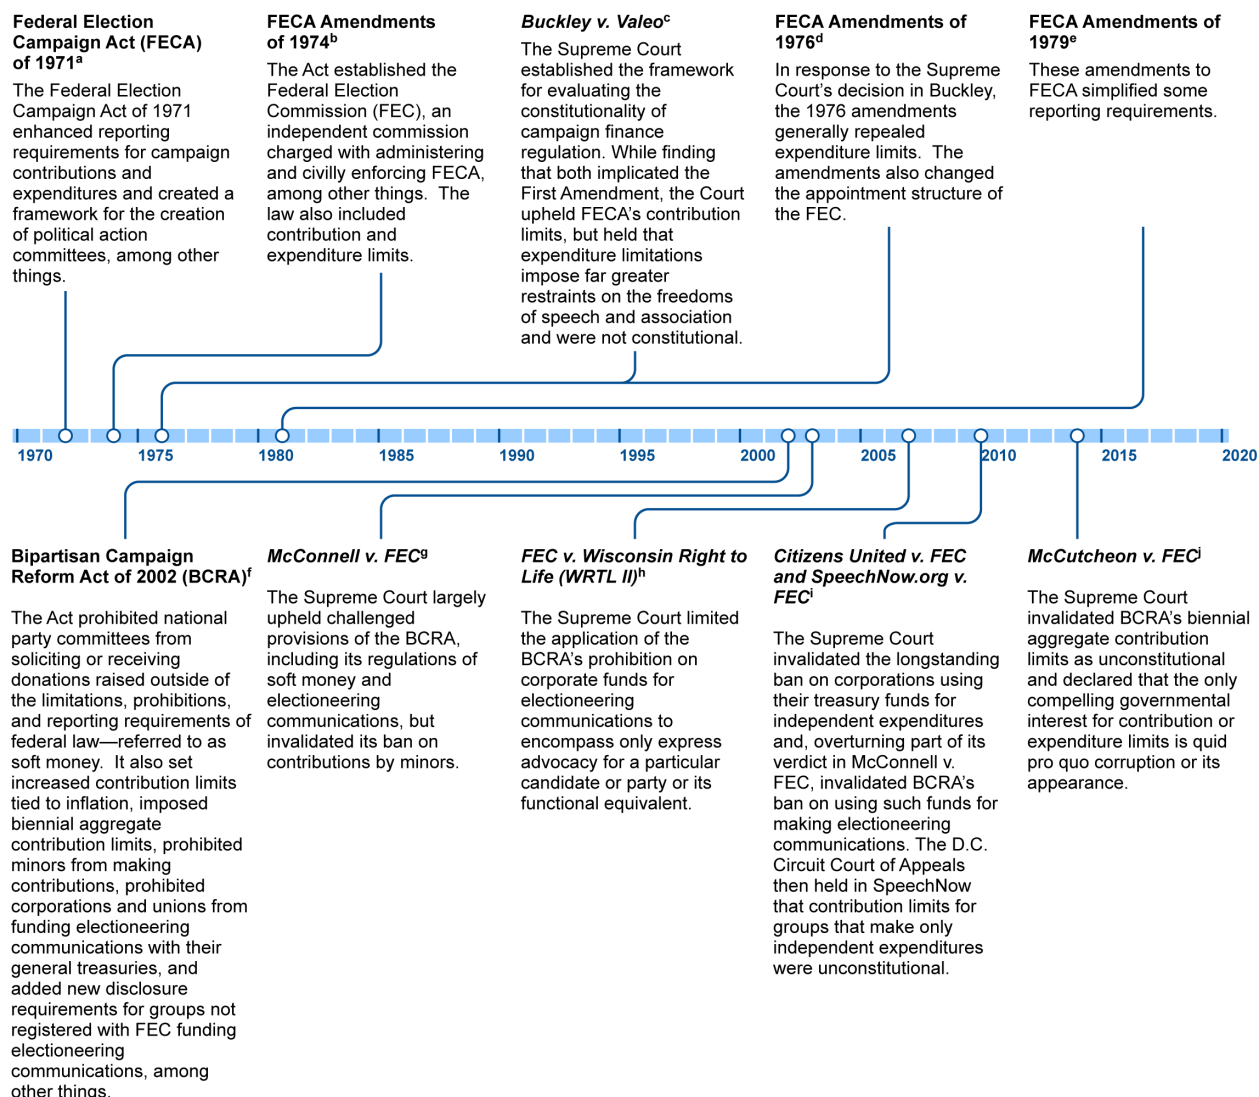 Federal Election
Campaign Act (FECA)
of 1971a
The Federal Election
Campaign Act of 1971
enhanced reporting
requirements for campaign
contributions and
expenditures and created a
framework for the creation
of political action
committees, among other
things.
FECA Amendments
of 1974b
The Act established the
Federal Election
Commission (FEC), an
independent commission
charged with administering
and civilly enforcing FECA,
among other things.  The
law also included
contribution and
expenditure limits.
Buckley v. Valeoc
The Supreme Court
established the framework
for evaluating the
constitutionality of
campaign finance
regulation. While finding
that both implicated the
First Amendment, the Court
upheld FECA's contribution
limits, but held that
expenditure limitations
impose far greater
restraints on the freedoms
of speech and association
and were not constitutional.
FECA Amendments of
1976d
In response to the Supreme
Court's decision in Buckley,
the 1976 amendments
generally repealed
expenditure limits.  The
amendments also changed
the appointment structure of
the FEC.
FECA Amendments of
1979e
These amendments to
FECA simplified some
reporting requirements.
1970 1975 1980 1985 1990 1995 2000 2005 2010 2015 2020
Bipartisan Campaign
Reform Act of 2002 (BCRA)f
The Act prohibited national
party committees from
soliciting or receiving
donations raised outside of
the limitations, prohibitions,
and reporting requirements of
federal law—referred to as
soft money.  It also set
increased contribution limits
tied to inflation, imposed
biennial aggregate
contribution limits, prohibited
minors from making
contributions, prohibited
corporations and unions from
funding electioneering
communications with their
general treasuries, and
added new disclosure
requirements for groups not
registered with FEC funding
electioneering
communications, among
other things.
McConnell v. FECg
The Supreme Court largely
upheld challenged
provisions of the BCRA,
including its regulations of
soft money and
electioneering
communications, but
invalidated its ban on
contributions by minors.
FEC v. Wisconsin Right to
Life (WRTL II)h
The Supreme Court limited
the application of the
BCRA's prohibition on
corporate funds for
electioneering
communications to
encompass only express
advocacy for a particular
candidate or party or its
functional equivalent.
Citizens United v. FEC
and SpeechNow.org v.
FECi
The Supreme Court
invalidated the longstanding
ban on corporations using
their treasury funds for
independent expenditures
and, overturning part of its
verdict in McConnell v.
FEC, invalidated BCRA's
ban on using such funds for
making electioneering
communications. The D.C.
Circuit Court of Appeals
then held in SpeechNow
that contribution limits for
groups that make only
independent expenditures
were unconstitutional.
McCutcheon v. FECj
The Supreme Court
invalidated BCRA's biennial
aggregate contribution
limits as unconstitutional
and declared that the only
compelling governmental
interest for contribution or
expenditure limits is quid
pro quo corruption or its
appearance.